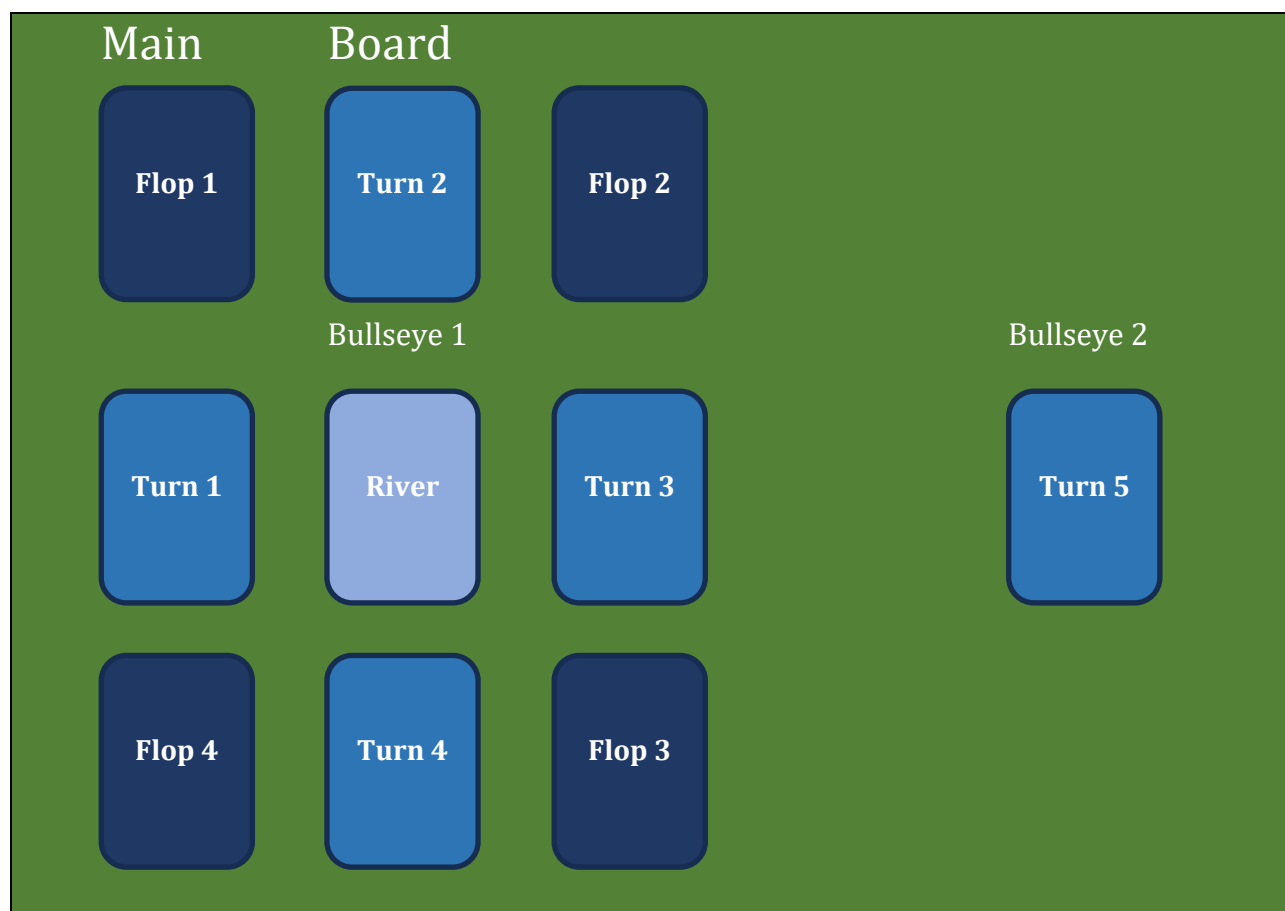 Main Board
Flop 1 Turn 2 Flop 2
Bullseye 1 Bullseye 2
Turn 1 River Turn 3 Turn 5
Flop 4 Turn 4 Flop 3